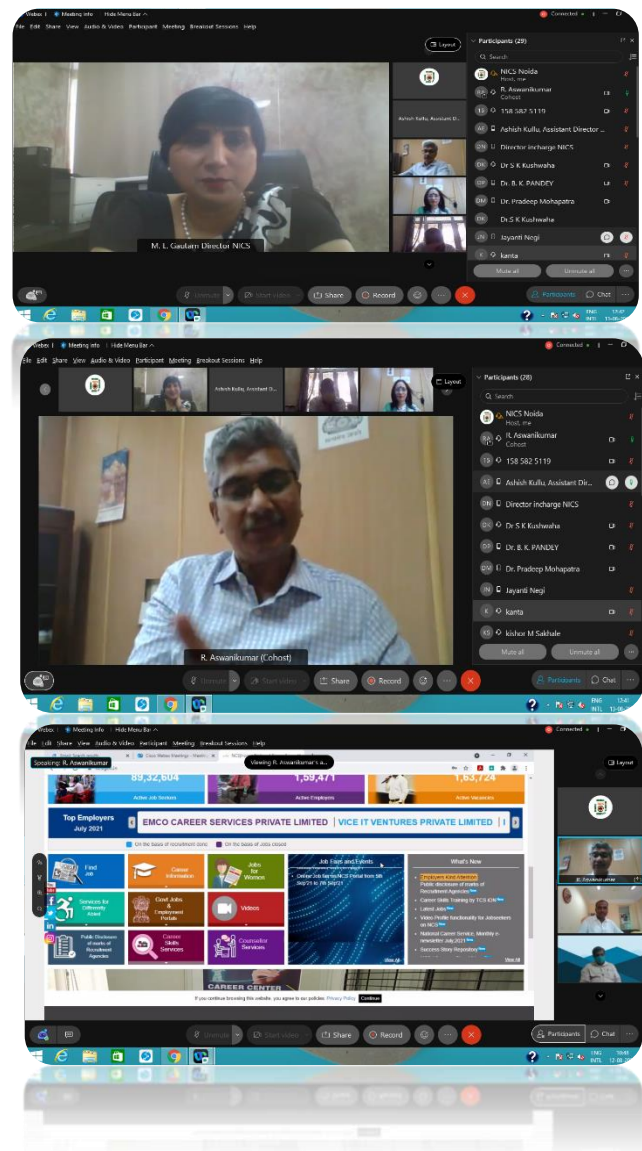 Webex Meeting Info Hide Menu Bar
Connected
File Edit Share View Audio & Video Participant Meeting Breakout Sessions Help
Layout
Participants (29)
Search
NICS Noida
Host, me
R. Aswanikumar
Cohost
158 582 5119
Ashish Kullu, Assistant Director ...
Director incharge NICS
Dr S K Kushwaha
Dr. B. K. PANDEY
Dr. Pradeep Mohapatra
Dr.S K Kushwaha
Jayanti Negi
kanta
Mute all Unmute all
Ashish Kullu, Assistant D...
M. L. Gautam Director NICS
Unmute Start video Share Record
Participants Chat
ENG
INTL
Webex Meeting Info Hide Menu Bar
Connected
File Edit Share View Audio & Video Participant Meeting Breakout Sessions Help
Ashish Kullu, Assistant D...
Layout
Participants (28)
Search
NICS Noida
Host, me
R. Aswanikumar
Cohost
158 582 5119
Ashish Kullu, Assistant Dir...
Director incharge NICS
Dr S K Kushwaha
Dr. B. K. PANDEY
Dr. Pradeep Mohapatra
Jayanti Negi
kanta
kishor M Sakhale
Mute all Unmute all
R. Aswanikumar (Cohost)
Unmute Start video Share Record
Participants Chat
ENG
INTL
Webex Meeting Info Hide Menu Bar
Connected
File Edit Share View Audio & Video Participant Meeting Breakout Sessions Help
Speaking: R. Aswanikumar
Viewing R. Aswanikumar's a...
Layout
89,32,604
Active Job Seekers
1,59,471
Active Employers
1,63,724
Active Vacancies
Top Employers
July 2021
EMCO CAREER SERVICES PRIVATE LIMITED | VICE IT VENTURES PRIVATE LIMITED |
On the basis of recruitment done On the basis of Jobs closed
Find
Job
Career
Information
Jobs
for
Women
Services for
Differently
Abled
Govt Jobs
&
Employment
Portals
Videos
Public Disclosure
of marks of
Recruitment
Agencies
Career
Skills
Services
Counsellor
Services
Job Fairs and Events
View All
What's New
Employers Kind Attention
Public disclosure of marks of
Recruitment Agencies
Career Skills Training by TCS ION
Latest Jobs
Video Profile functionality for Jobseekers
on NCS
National Career Service, Monthly e-
newsletter July,2021
Success Story Repository
View All
R. Aswanikumar
CAREER CENTER
If you continue browsing this website, you agree to our policies Privacy Policy Continue
Unmute Start video Share Record
Participants Chat
ENG
INTL